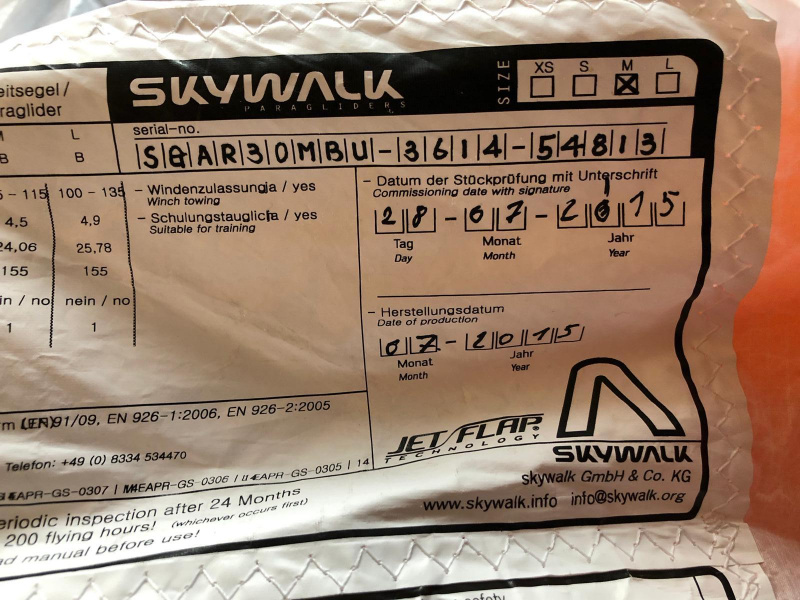 SKYWALK
PARAGLIDERS
SIZE
XS S M L
L
B B
serial-no.
SGAR30MBU-3614-54813
115 100 - 135
4,5 4,9
24,06 25,78
155 155
in / no nein / no
1 1
- Windenzulassung ja / yes
Winch towing
- Schulungstauglich ja / yes
Suitable for training
- Datum der Stückprüfung mit Unterschrift
Commissioning date with signature
28 - 07 - 2015
Tag Monat Jahr
Day Month Year
- Herstellungsdatum
Date of production
07 - 2015
Monat Jahr
Month Year
91/09, EN 926-1:2006, EN 926-2:2005
Telefon: +49 (0) 8334 534470
EAPR-GS-0307 / EAPR-GS-0306 / EAPR-GS-0305 | 14
JET FLAP
TECHNOLOGY
SKYWALK
skywalk GmbH & Co. KG
www.skywalk.info info@skywalk.org
inspection after 24 Months
200 flying hours! (whichever occurs first)
manual before use!